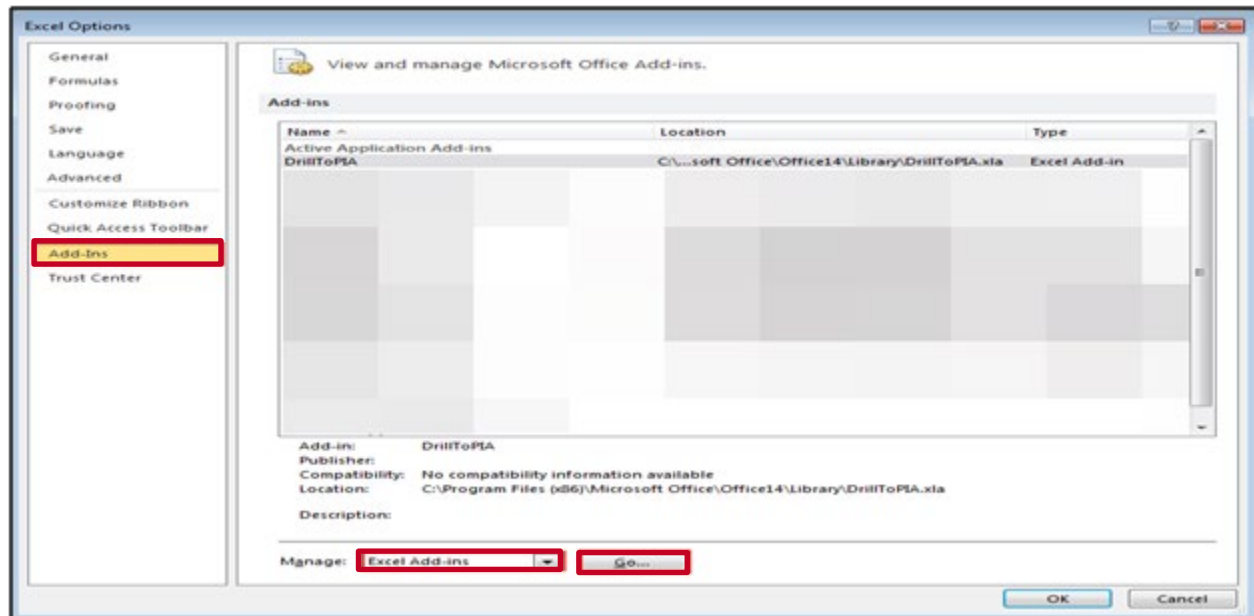 Excel Options
General
Formulas
Proofing
Save
Language
Advanced
Customize Ribbon
Quick Access Toolbar
Add-Ins
Trust Center
View and manage Microsoft Office Add-ins.
Add-ins
Name Location Type
Active Application Add-ins
DrillToPIA C:\...soft Office\Office14\Library\DrillToPIA.xla Excel Add-in
Add-in: DrillToPIA
Publisher:
Compatibility: No compatibility information available
Location: C:\Program Files (x86)\Microsoft Office\Office14\Library\DrillToPIA.xla
Description:
Manage: Excel Add-ins Go...
OK Cancel